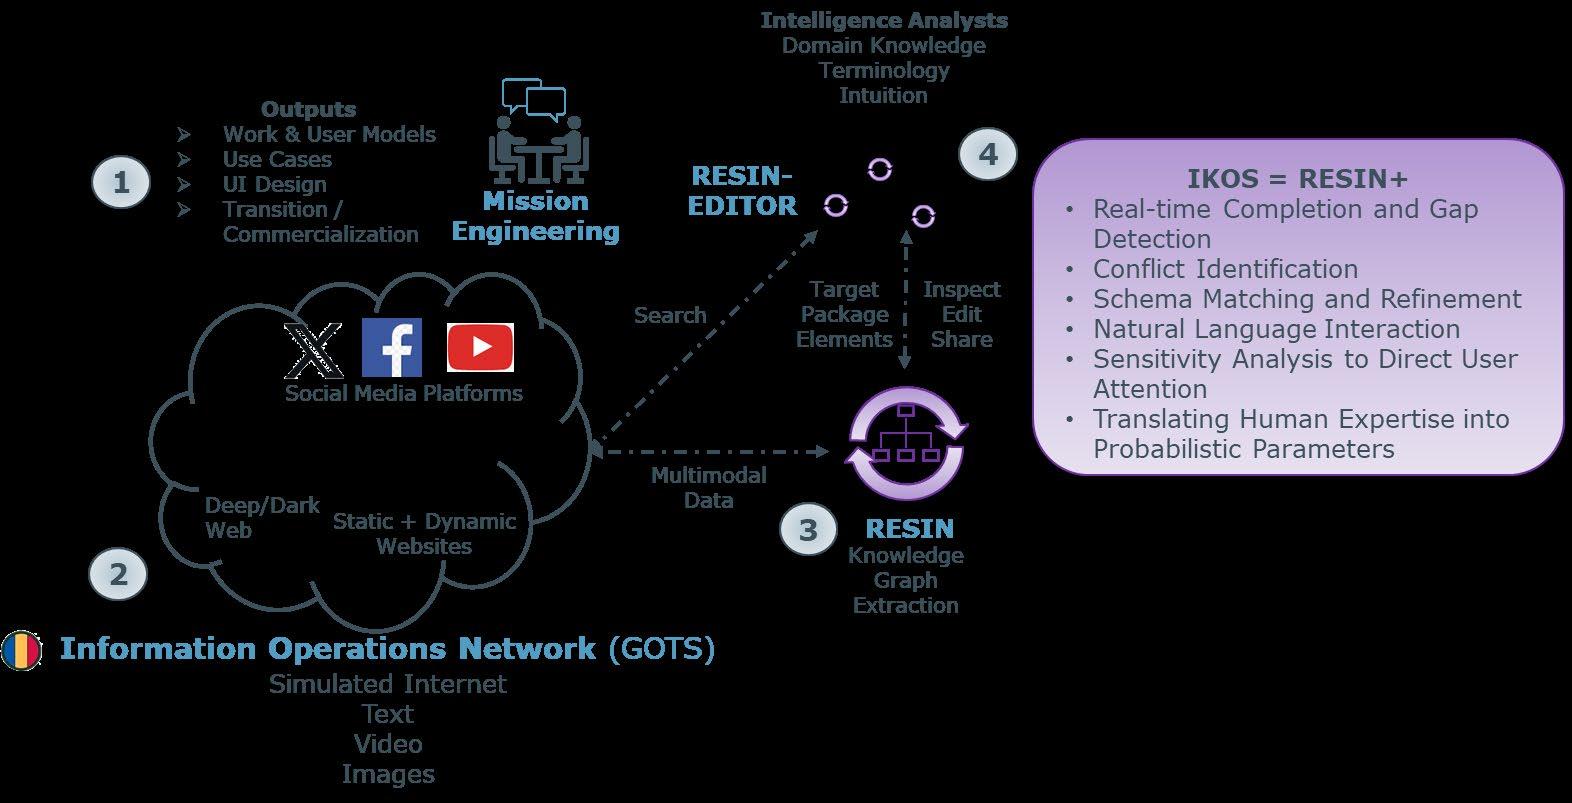 Intelligence Analysts
Domain Knowledge
Terminology
Intuition
1
Outputs
Work & User Models
Use Cases
UI Design
Transition /
Commercialization
Mission
Engineering
RESIN-
EDITOR
4
IKOS = RESIN+
• Real-time Completion and Gap
Detection
• Conflict Identification
• Schema Matching and Refinement
• Natural Language Interaction
• Sensitivity Analysis to Direct User
Attention
• Translating Human Expertise into
Probabilistic Parameters
Search
Target
Package
Elements
Inspect
Edit
Share
X
f
Social Media Platforms
Deep/Dark
Web
Static + Dynamic
Websites
Multimodal
Data
3
RESIN
Knowledge
Graph
Extraction
2
Information Operations Network (GOTS)
Simulated Internet
Text
Video
Images